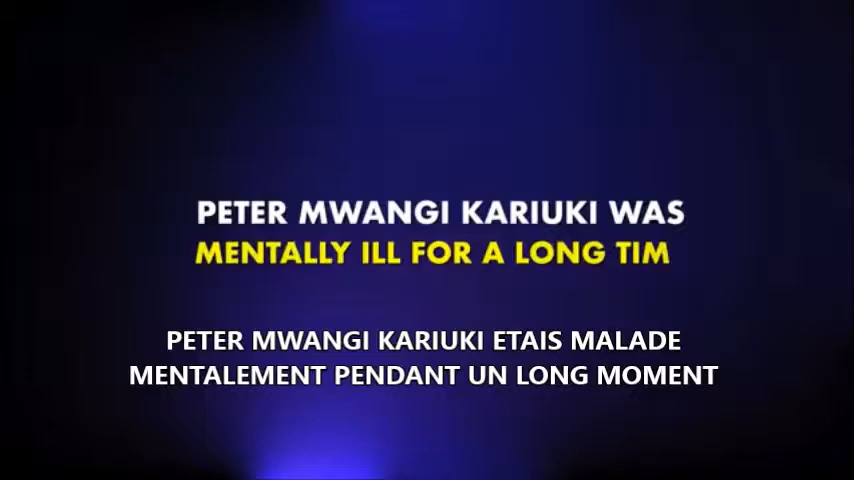 PETER MWANGI KARIUKI WAS
MENTALLY ILL FOR A LONG TIM
PETER MWANGI KARIUKI ETAIS MALADE
MENTALEMENT PENDANT UN LONG MOMENT